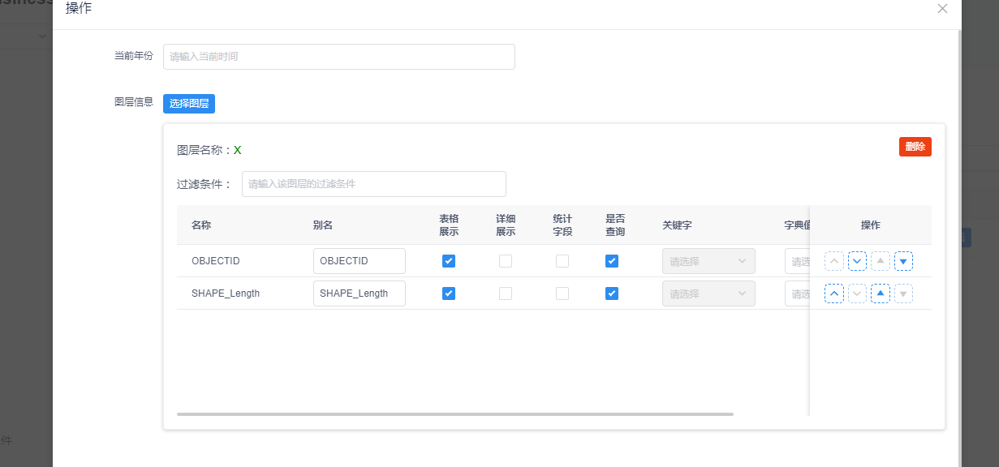 操作
当前年份
请输入当前时间
图层信息
选择图层
图层名称：X
删除
过滤条件：
请输入该图层的过滤条件
名称 别名 表格展示 详细展示 统计字段 是否查询 关键字 字典值 操作
OBJECTID OBJECTID 请选择 请选
SHAPE_Length SHAPE_Length 请选择 请选
件